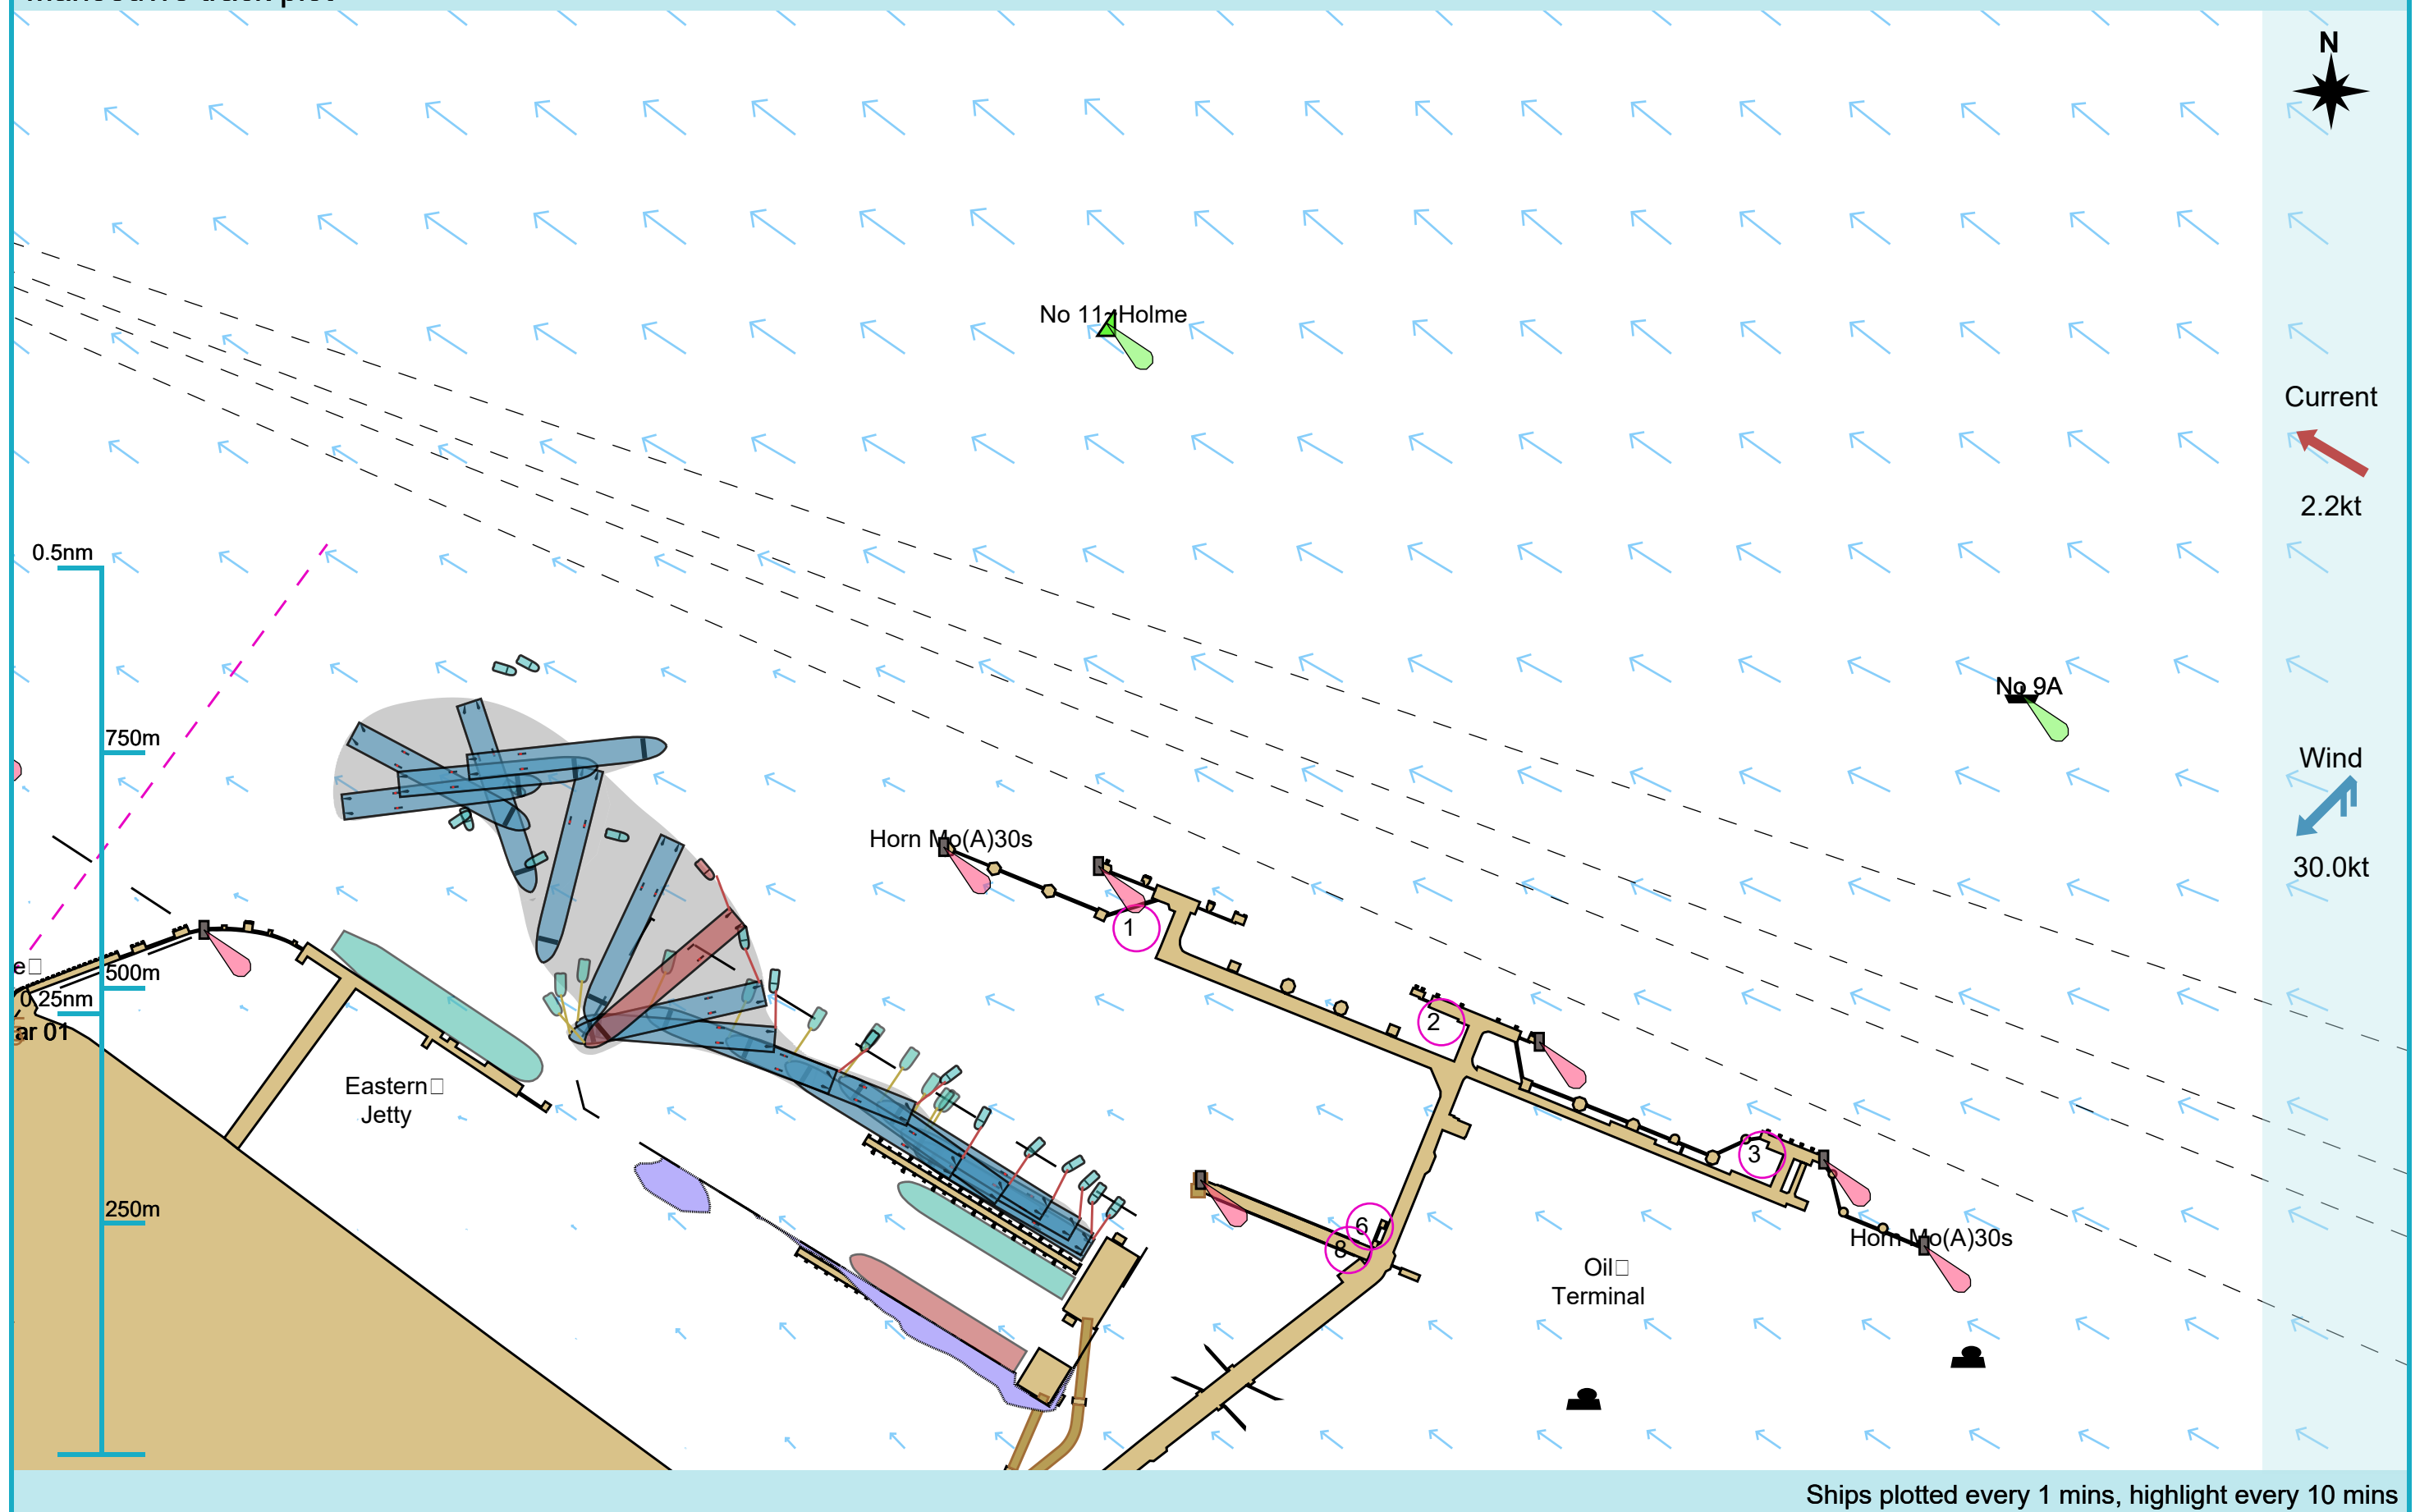 N
No 11 Holme
Current
2.2kt
0.5nm
No 9A
750m
Wind
30.0kt
Horn Mo(A)30s
1
e□
500m
0.25nm
2
ar 01
Eastern□
Jetty
3
250m
6
8
Horn Mo(A)30s
Oil□
Terminal
Ships plotted every 1 mins, highlight every 10 mins